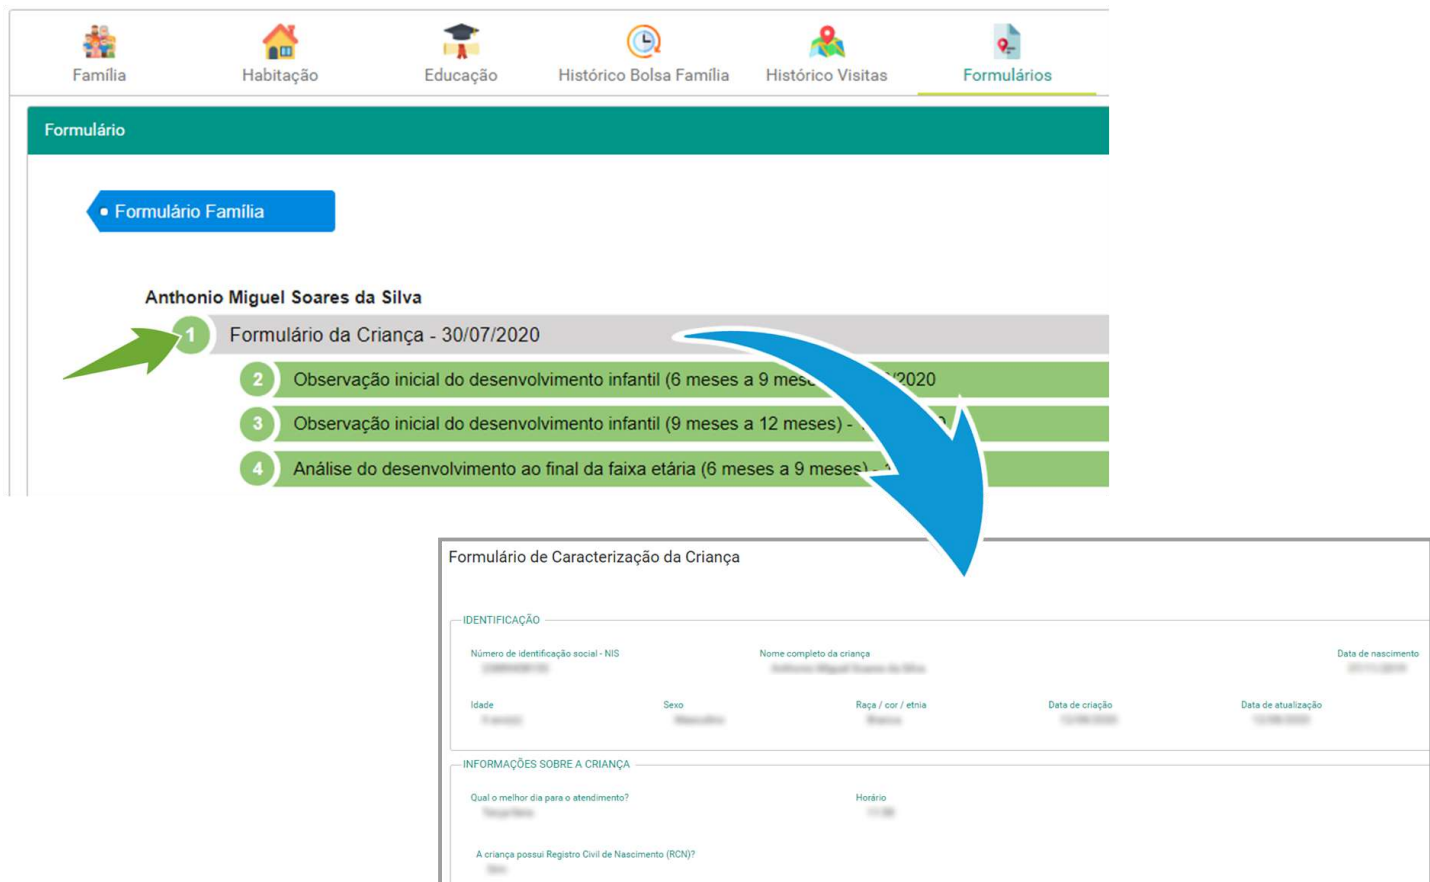 Família Habitação Educação Histórico Bolsa Família Histórico Visitas Formulários
Formulário
Formulário Família
Anthonio Miguel Soares da Silva
1 Formulário da Criança - 30/07/2020
2 Observação inicial do desenvolvimento infantil (6 meses a 9 /2020
3 Observação inicial do desenvolvimento infantil (9 meses a 12 meses) -
4 Análise do desenvolvimento ao final da faixa etária (6 meses a 9 meses) -
Formulário de Caracterização da Criança
IDENTIFICAÇÃO
Número de identificação social - NIS Nome completo da criança Data de nascimento
Idade Sexo Raça / cor / etnia Data de criação Data de atualização
INFORMAÇÕES SOBRE A CRIANÇA
Qual o melhor dia para o atendimento? Horário
A criança possui Registro Civil de Nascimento (RCN)?